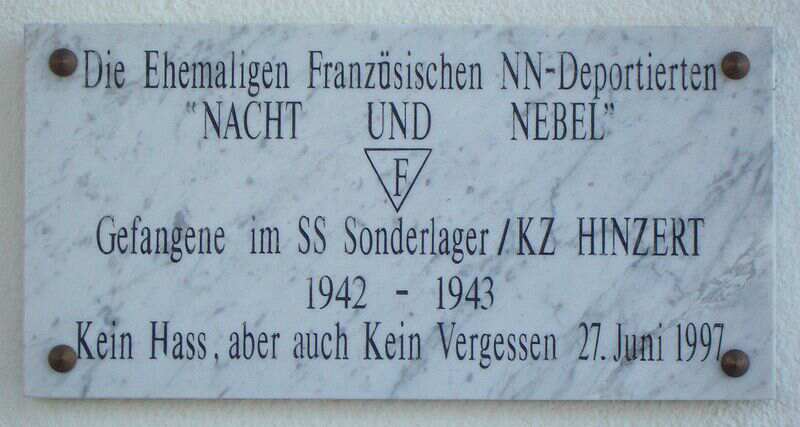 Die Ehemaligen Französischen NN-Deportierten
"NACHT UND NEBEL"
F
Gefangene im SS Sonderlager/KZ HINZERT
1942 - 1943
Kein Hass, aber auch Kein Vergessen 27. Juni 1997